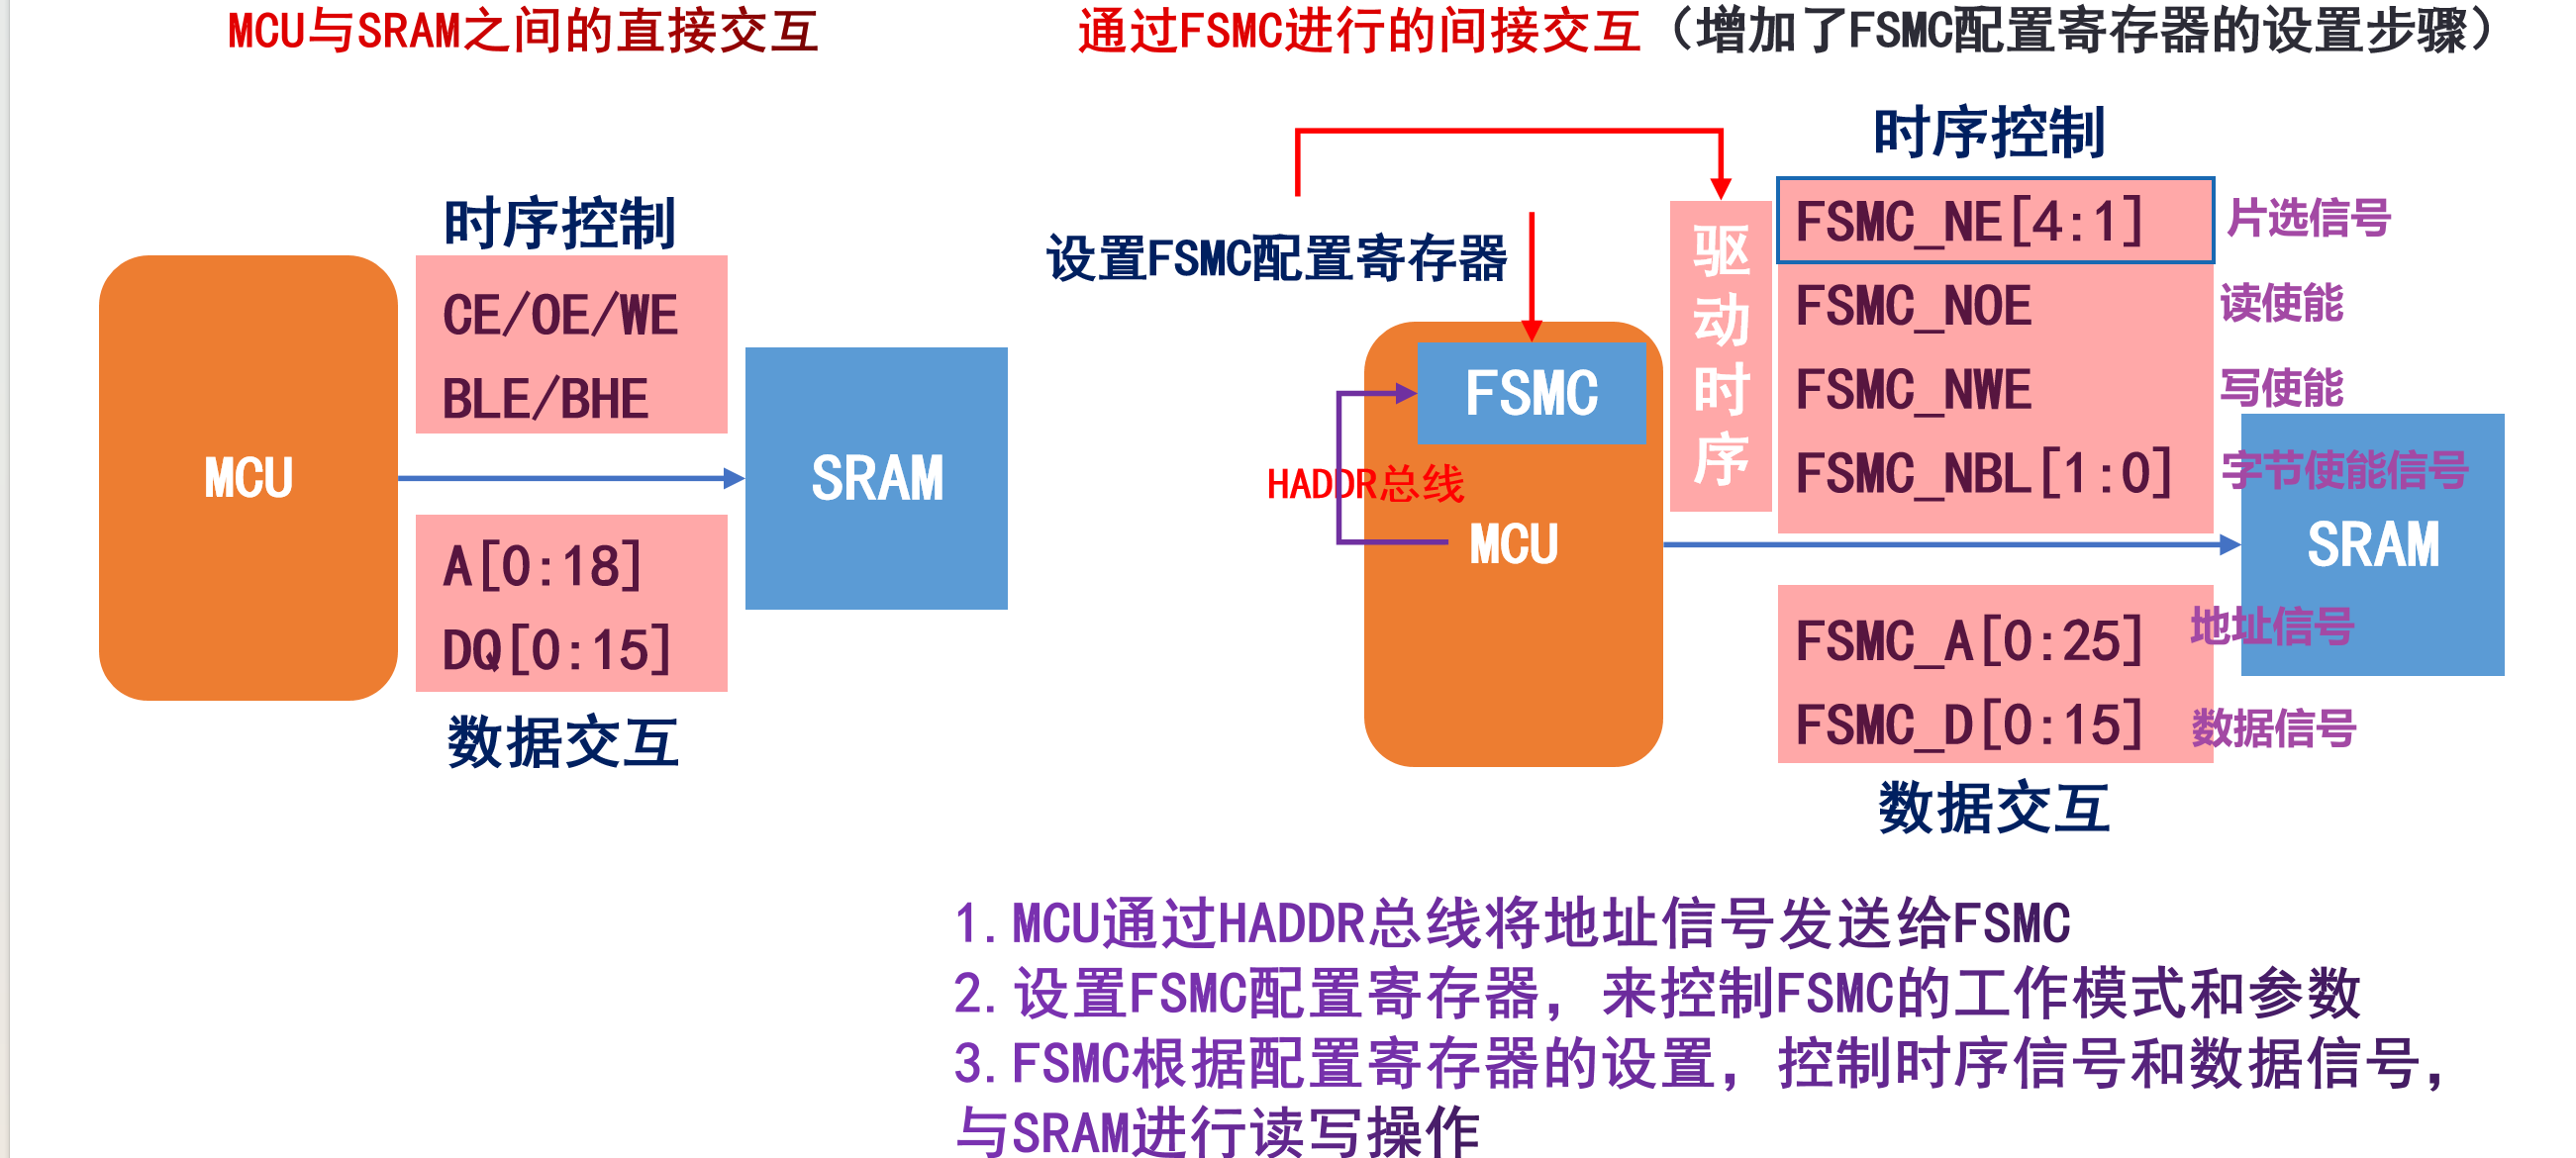 MCU与SRAM之间的直接交互
通过FSMC进行的间接交互（增加了FSMC配置寄存器的设置步骤）
时序控制
CE/OE/WE
BLE/BHE
MCU
SRAM
A[0:18]
DQ[0:15]
数据交互
时序控制
设置FSMC配置寄存器
驱动时序
FSMC_NE[4:1]
片选信号
FSMC_NOE
读使能
FSMC_NWE
写使能
FSMC_NBL[1:0]
字节使能信号
FSMC
HADDR总线
MCU
SRAM
FSMC_A[0:25]
地址信号
FSMC_D[0:15]
数据信号
数据交互
1.MCU通过HADDR总线将地址信号发送给FSMC
2.设置FSMC配置寄存器，来控制FSMC的工作模式和参数
3.FSMC根据配置寄存器的设置，控制时序信号和数据信号，
与SRAM进行读写操作